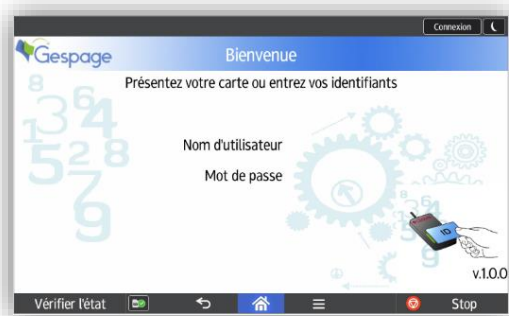 Connexion
Gespage
Bienvenue
Présentez votre carte ou entrez vos identifiants
Nom d'utilisateur
Mot de passe
ID
v.1.0.0
Vérifier l'état
Stop